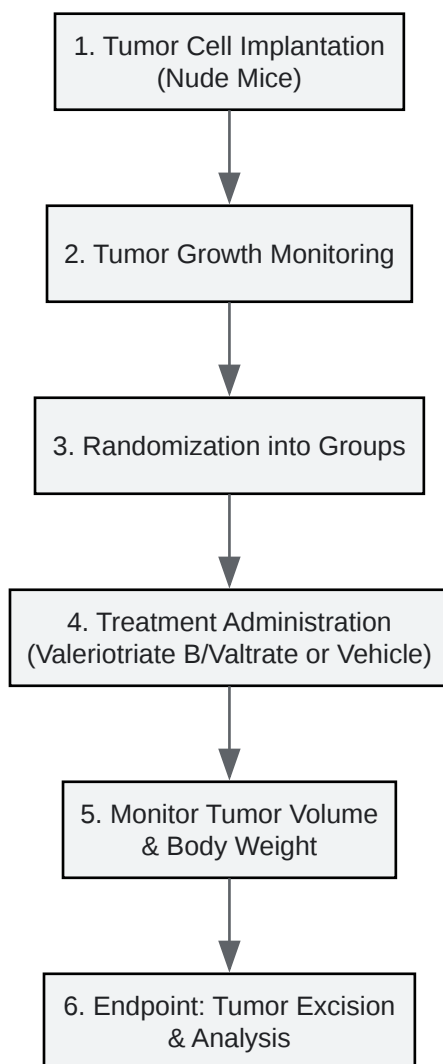 1. Tumor Cell Implantation
(Nude Mice)
2. Tumor Growth Monitoring
3. Randomization into Groups
4. Treatment Administration
(Valeriotriate B/Valtrate or Vehicle)
5. Monitor Tumor Volume
& Body Weight
6. Endpoint: Tumor Excision
& Analysis